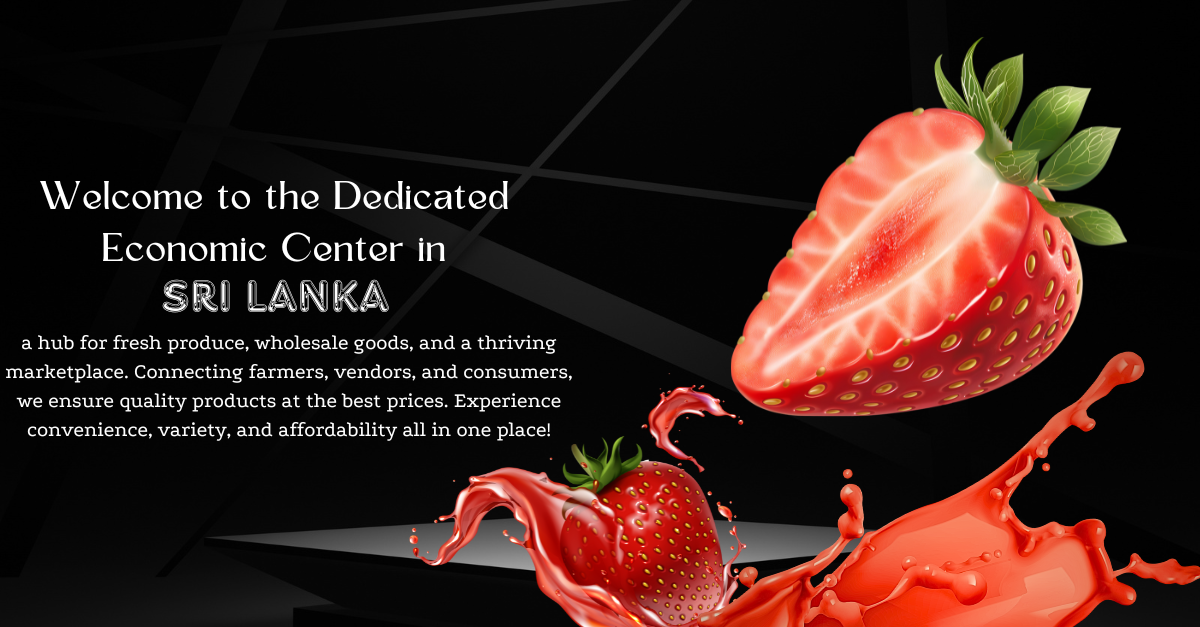 Welcome to the Dedicated
Economic Center in
SRI LANKA
a hub for fresh produce, wholesale goods, and a thriving
marketplace. Connecting farmers, vendors, and consumers,
we ensure quality products at the best prices. Experience
convenience, variety, and affordability all in one place!